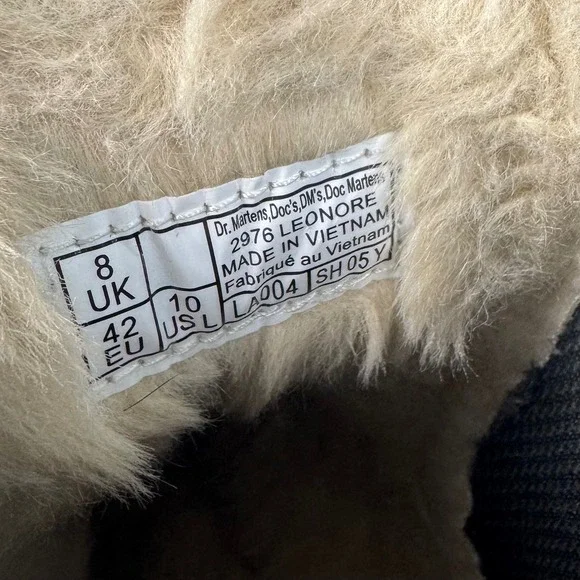 8
UK
42
EU
10
US L
Dr. Martens,Doc's,DM's,Doc Martens
2976 LEONORE
MADE IN VIETNAM
Fabriqué au Vietnam
LA004
SH 05 Y